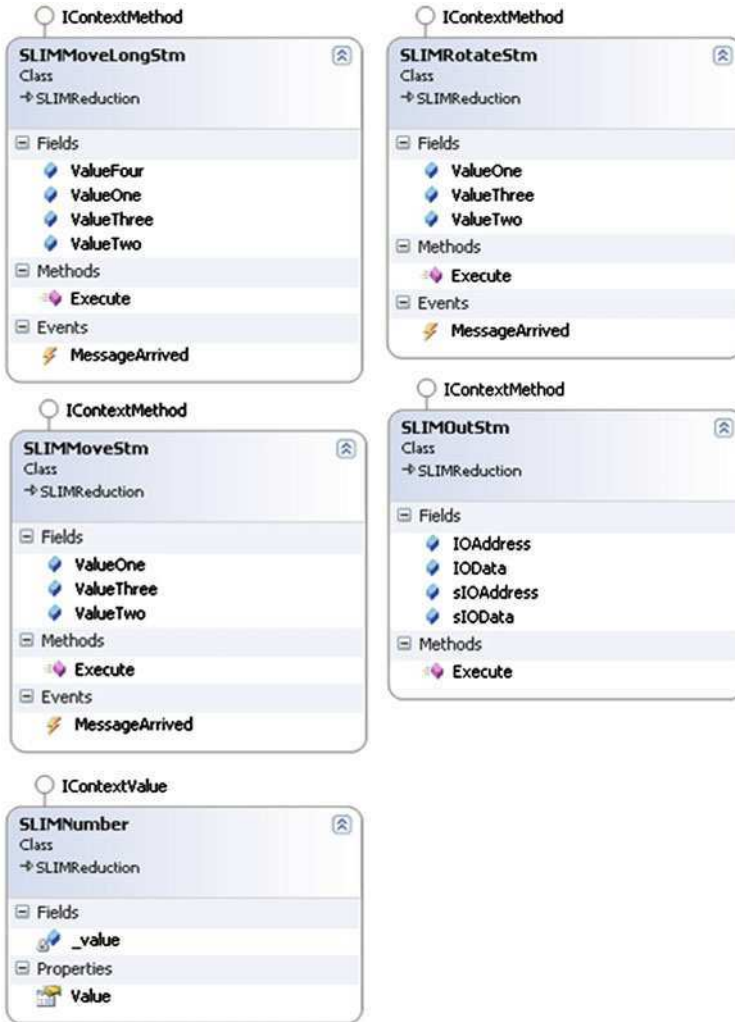 IContextMethod
SLIMMoveLongStm
Class
SLIMReduction
Fields
ValueFour
ValueOne
ValueThree
ValueTwo
Methods
Execute
Events
MessageArrived
IContextMethod
SLIMRotateStm
Class
SLIMReduction
Fields
ValueOne
ValueThree
ValueTwo
Methods
Execute
Events
MessageArrived
IContextMethod
SLIMMoveStm
Class
SLIMReduction
Fields
ValueOne
ValueThree
ValueTwo
Methods
Execute
Events
MessageArrived
IContextMethod
SLIMOutStm
Class
SLIMReduction
Fields
IOAddress
IOData
sIOAddress
sIOData
Methods
Execute
IContextValue
SLIMNumber
Class
SLIMReduction
Fields
_value
Properties
Value